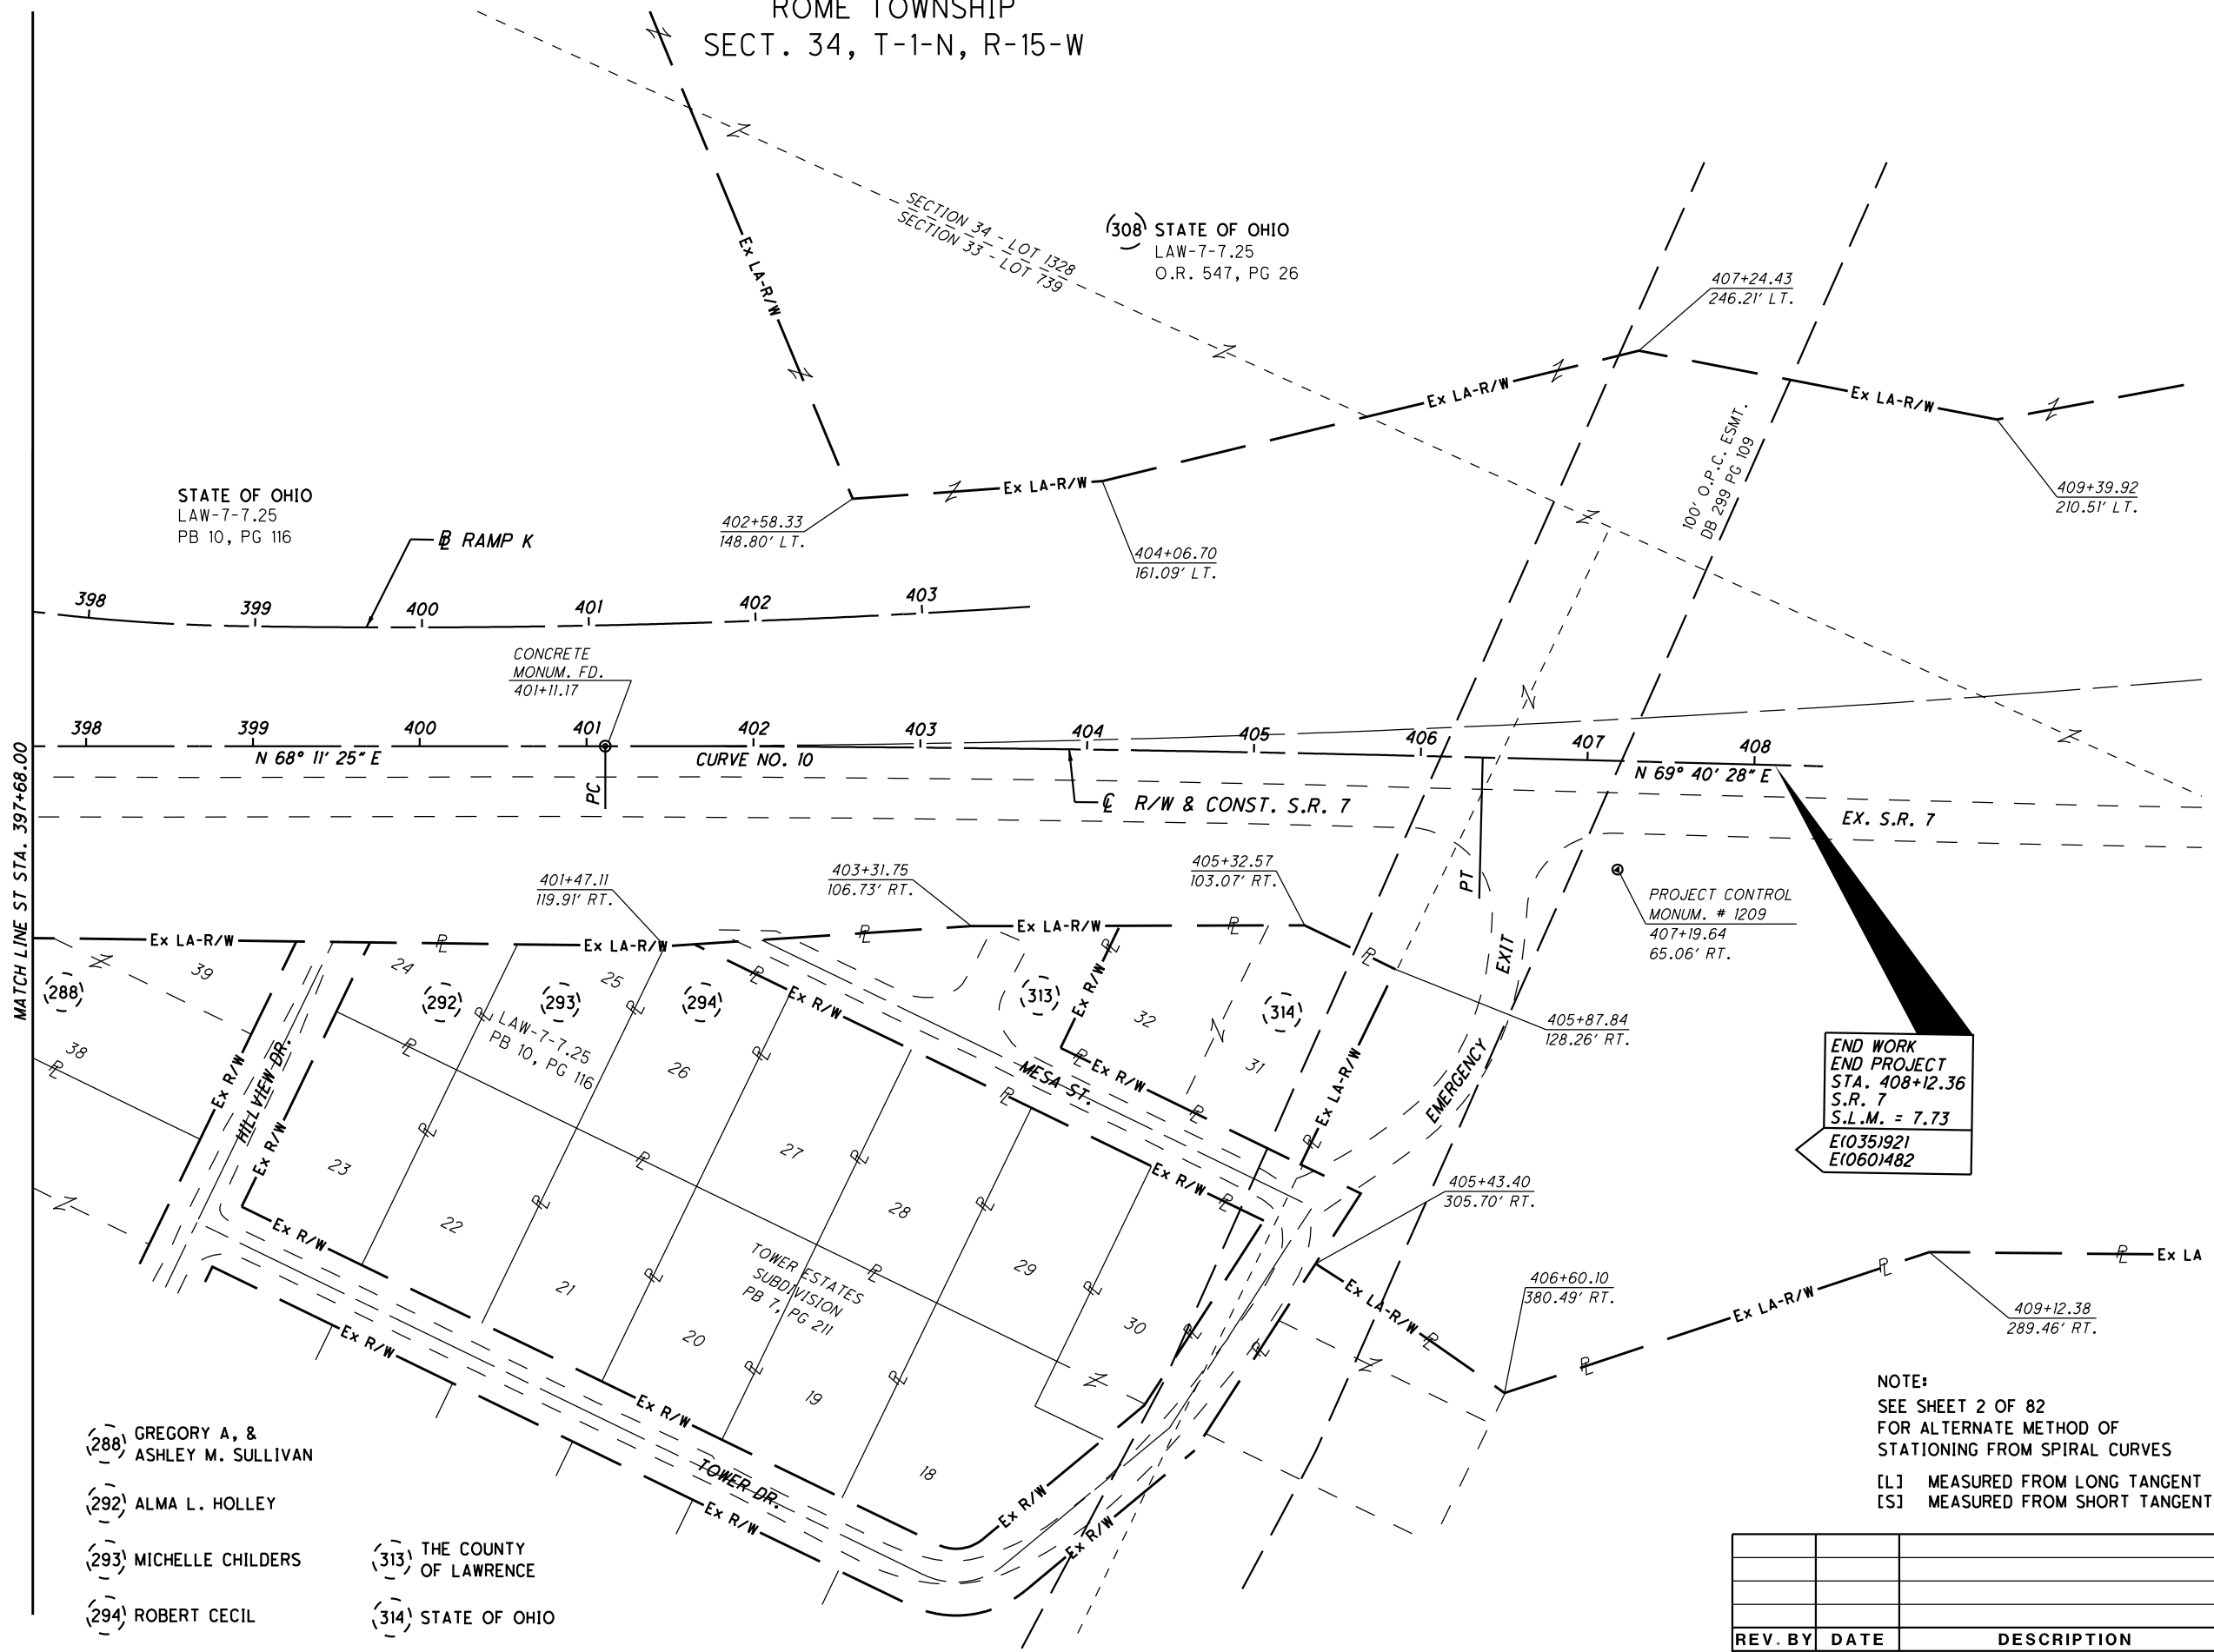 ROME TOWNSHIP
SECT. 34, T-1-N, R-15-W
SECTION 34 - LOT 1328
SECTION 33 - LOT 739
308 STATE OF OHIO
LAW-7-7.25
O.R. 547, PG 26
Ex LA-R/W
407+24.43
246.21' LT.
Ex LA-R/W
Ex LA-R/W
100' O.P.C. ESMT.
DB 299 PG 109
409+39.92
210.51' LT.
STATE OF OHIO
LAW-7-7.25
PB 10, PG 116
BL RAMP K
Ex LA-R/W
402+58.33
148.80' LT.
404+06.70
161.09' LT.
398 399 400 401 402 403
CONCRETE
MONUM. FD.
401+11.17
398 399 400 401 402 403 404 405 406 407 408
N 68° 11' 25" E
CURVE NO. 10
N 69° 40' 28" E
PC
CL R/W & CONST. S.R. 7
EX. S.R. 7
PT
MATCH LINE ST STA. 397+68.00
401+47.11
119.91' RT.
403+31.75
106.73' RT.
405+32.57
103.07' RT.
PROJECT CONTROL
MONUM. # 1209
407+19.64
65.06' RT.
Ex LA-R/W PL Ex LA-R/W PL Ex LA-R/W PL
PL
288 39 24 292 293 25 294 313 32 314 31
LAW-7-7.25
PB 10, PG 116
Ex R/W
Ex R/W
Ex R/W
EMERGENCY EXIT
405+87.84
128.26' RT.
38
26
MESA ST.
Ex LA-R/W
Ex R/W
HILLVIEW DR.
Ex R/W
END WORK
END PROJECT
STA. 408+12.36
S.R. 7
S.L.M. = 7.73
E(035)921
E(060)482
23
27
Ex R/W
22
28
405+43.40
305.70' RT.
Ex R/W
TOWER ESTATES
SUBDIVISION
PB 7, PG 211
21
29
20
30
19
18
Ex LA-R/W
406+60.10
380.49' RT.
Ex LA-R/W
Ex LA
409+12.38
289.46' RT.
Ex R/W
Ex R/W
TOWER DR.
Ex R/W
Ex R/W
Ex R/W
NOTE:
SEE SHEET 2 OF 82
FOR ALTERNATE METHOD OF
STATIONING FROM SPIRAL CURVES
[L] MEASURED FROM LONG TANGENT
[S] MEASURED FROM SHORT TANGENT
288 GREGORY A, &
ASHLEY M. SULLIVAN
292 ALMA L. HOLLEY
293 MICHELLE CHILDERS
294 ROBERT CECIL
313 THE COUNTY
OF LAWRENCE
314 STATE OF OHIO
REV. BY DATE DESCRIPTION